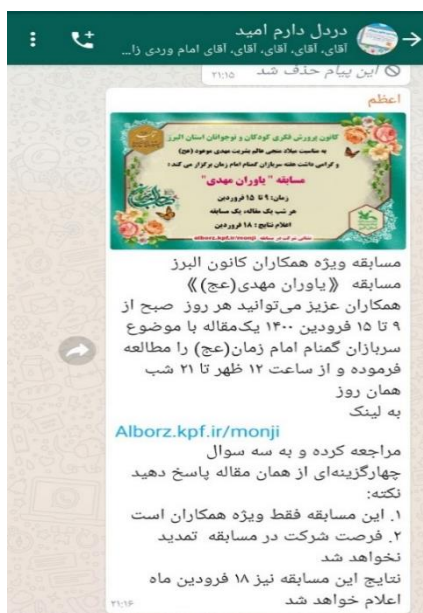 دردل دارم امید
آقای، آقای، آقای، آقای امام وردی زا...
این پیام حذف شد ۲۱:۱۵
اعظم
کانون پرورش فکری کودکان و نوجوانان استان البرز
به مناسبت میلاد منجی عالم بشریت مهدی موعود (عج)
و گرامی داشت هفته سربازان گمنام امام زمان برگزار می کند :
مسابقه " یاوران مهدی"
زمان: ۹ تا ۱۵ فروردین
هر شب یک مقاله، یک مسابقه
اعلام نتایج : ۱۸ فروردین
نشانی شرکت در مسابقه alborz.kpf.ir/monji
مسابقه ویژه همکاران کانون البرز
مسابقه 《یاوران مهدی(عج)》
همکاران عزیز می‌توانید هر روز صبح از
۹ تا ۱۵ فرودین ۱۴۰۰ یک‌مقاله با موضوع
سربازان گمنام امام زمان(عج) را مطالعه
فرموده و از ساعت ۱۲ ظهر تا ۲۱ شب
همان روز
به لینک
Alborz.kpf.ir/monji
مراجعه کرده و به سه سوال
چهارگزینه‌ای از همان مقاله پاسخ دهید
نکته:
۱. این مسابقه فقط ویژه همکاران است
۲. فرصت شرکت در مسابقه تمدید
نخواهد شد
نتایج این مسابقه نیز ۱۸ فرودین ماه
اعلام خواهد شد
۲۱:۱۶